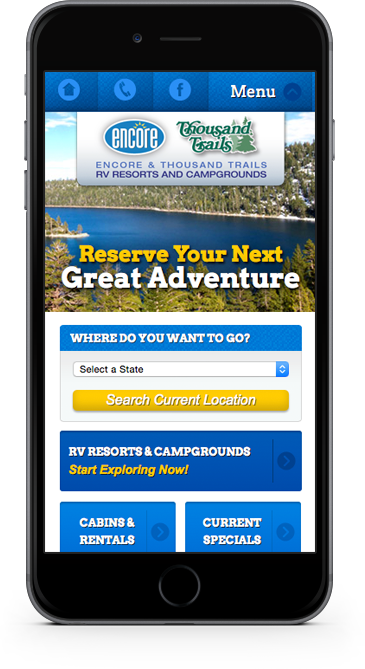 Menu
encore
Thousand
Trails
ENCORE & THOUSAND TRAILS
RV RESORTS AND CAMPGROUNDS
Reserve Your Next
Great Adventure
WHERE DO YOU WANT TO GO?
Select a State
Search Current Location
RV RESORTS & CAMPGROUNDS
Start Exploring Now!
CABINS &
RENTALS
CURRENT
SPECIALS